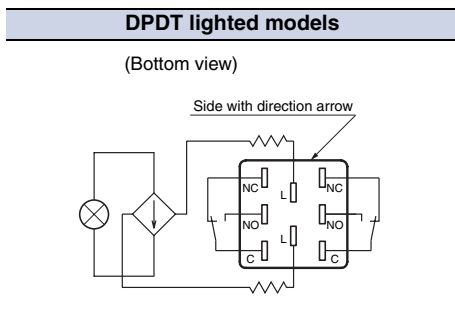 DPDT lighted models
(Bottom view)
Side with direction arrow
NC
L
NC
NO
L
NO
C
C